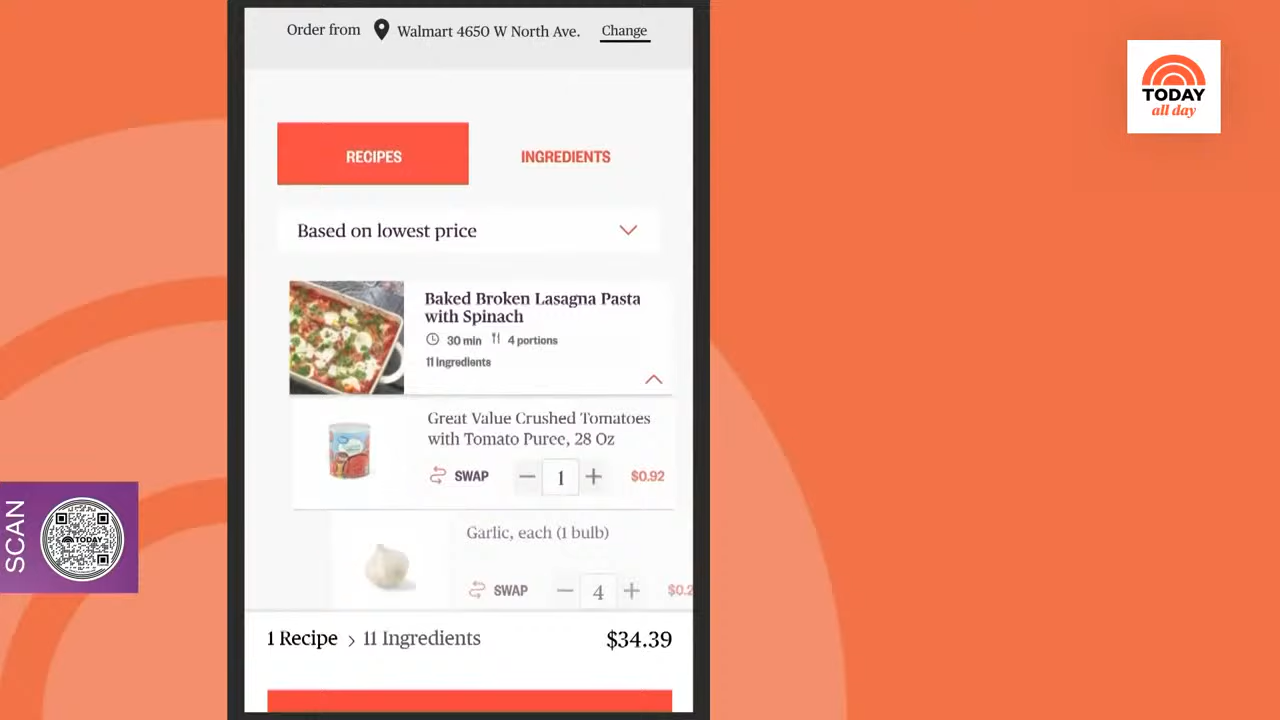 Order from Walmart 4650 W North Ave. Change
TODAY
all day
RECIPES INGREDIENTS
Based on lowest price
Baked Broken Lasagna Pasta
with Spinach
30 min 4 portions
11 Ingredients
Great Value Crushed Tomatoes
with Tomato Puree, 28 Oz
SWAP 1 $0.92
Garlic, each (1 bulb)
SWAP 4
SCAN
TODAY
1 Recipe > 11 Ingredients $34.39